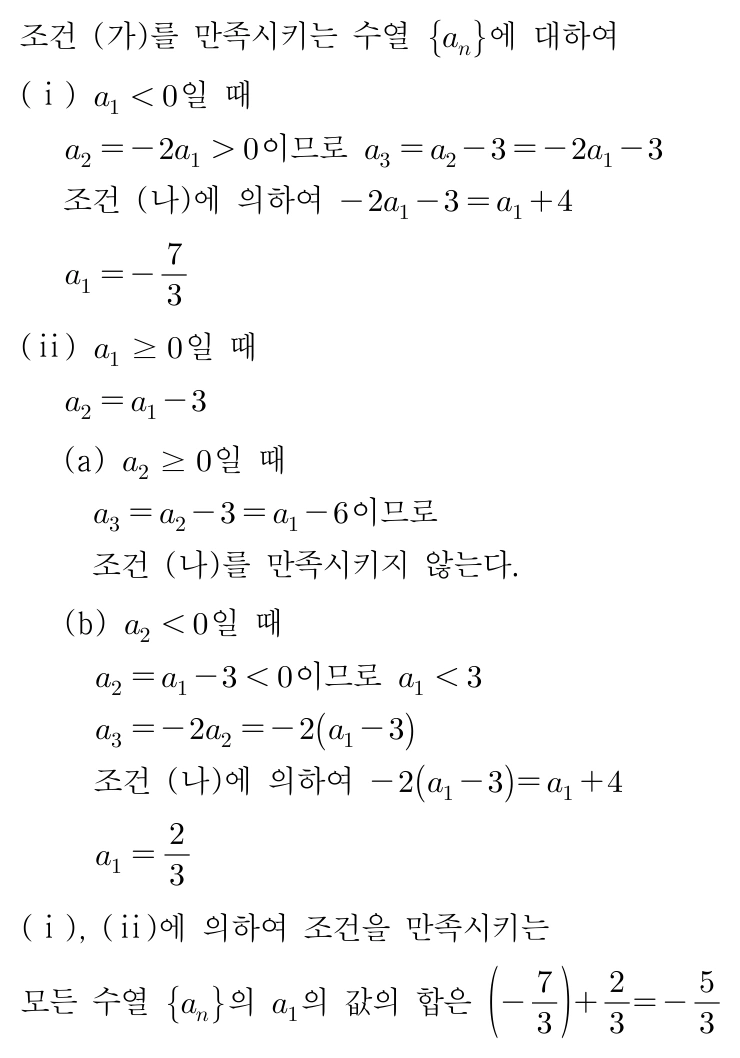 조건 (가)를 만족시키는 수열 {aₙ}에 대하여
(ⅰ) a₁ < 0일 때
a₂ = −2a₁ > 0이므로 a₃ = a₂ − 3 = −2a₁ − 3
조건 (나)에 의하여 −2a₁ − 3 = a₁ + 4
a₁ = −7/3
(ⅱ) a₁ ≥ 0일 때
a₂ = a₁ − 3
(a) a₂ ≥ 0일 때
a₃ = a₂ − 3 = a₁ − 6이므로
조건 (나)를 만족시키지 않는다.
(b) a₂ < 0일 때
a₂ = a₁ − 3 < 0이므로 a₁ < 3
a₃ = −2a₂ = −2(a₁ − 3)
조건 (나)에 의하여 −2(a₁ − 3) = a₁ + 4
a₁ = 2/3
(ⅰ), (ⅱ)에 의하여 조건을 만족시키는
모든 수열 {aₙ}의 a₁의 값의 합은 (−7/3) + 2/3 = −5/3